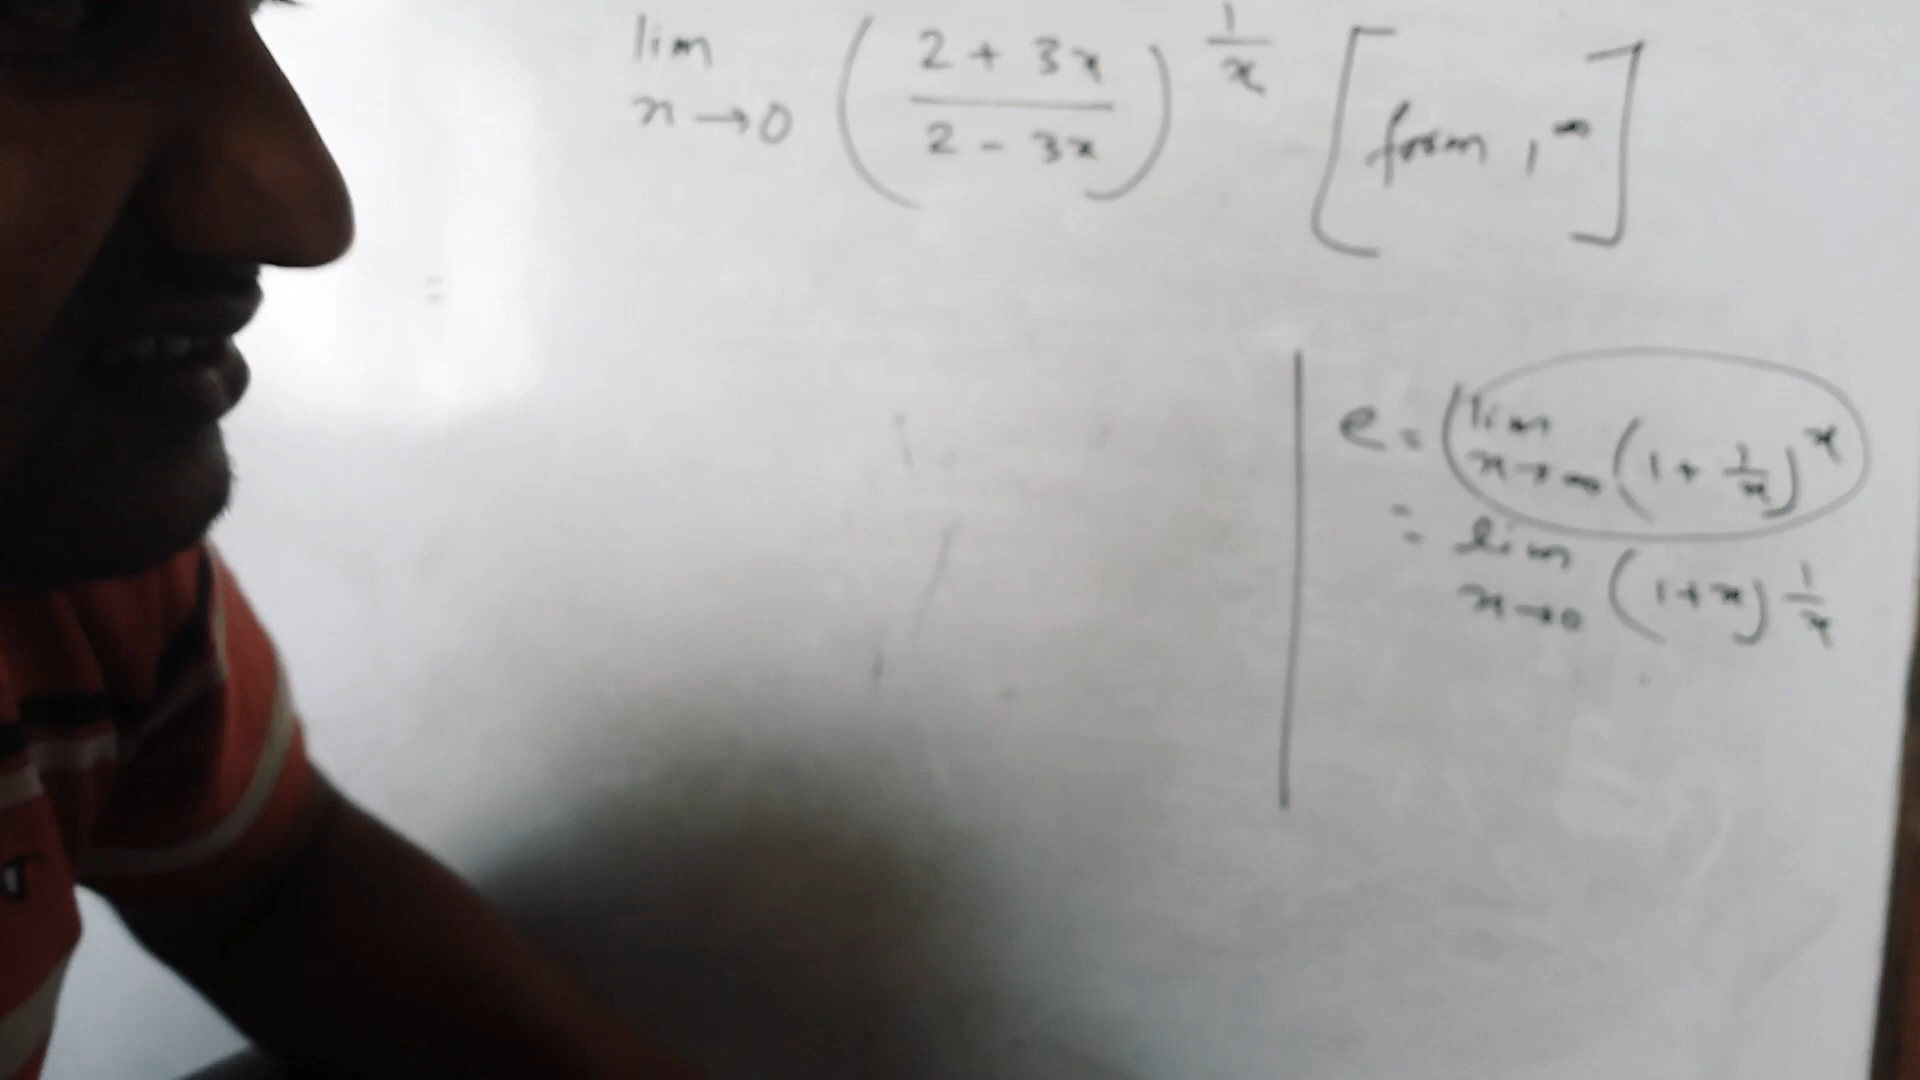 lim x→0 ( 2 + 3x / 2 - 3x ) 1/x [ form 1^∞ ]
=
e = lim x→∞ ( 1 + 1/x )^x
= lim x→0 ( 1 + x ) 1/x